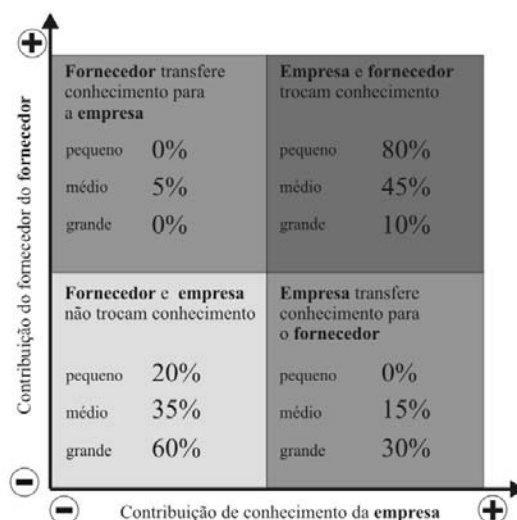 +
Contribuição do fornecedor do fornecedor
Fornecedor transfere
conhecimento para
a empresa
pequeno 0%
médio 5%
grande 0%
Empresa e fornecedor
trocam conhecimento
pequeno 80%
médio 45%
grande 10%
Fornecedor e empresa
não trocam conhecimento
pequeno 20%
médio 35%
grande 60%
Empresa transfere
conhecimento para
o fornecedor
pequeno 0%
médio 15%
grande 30%
−
− Contribuição de conhecimento da empresa +